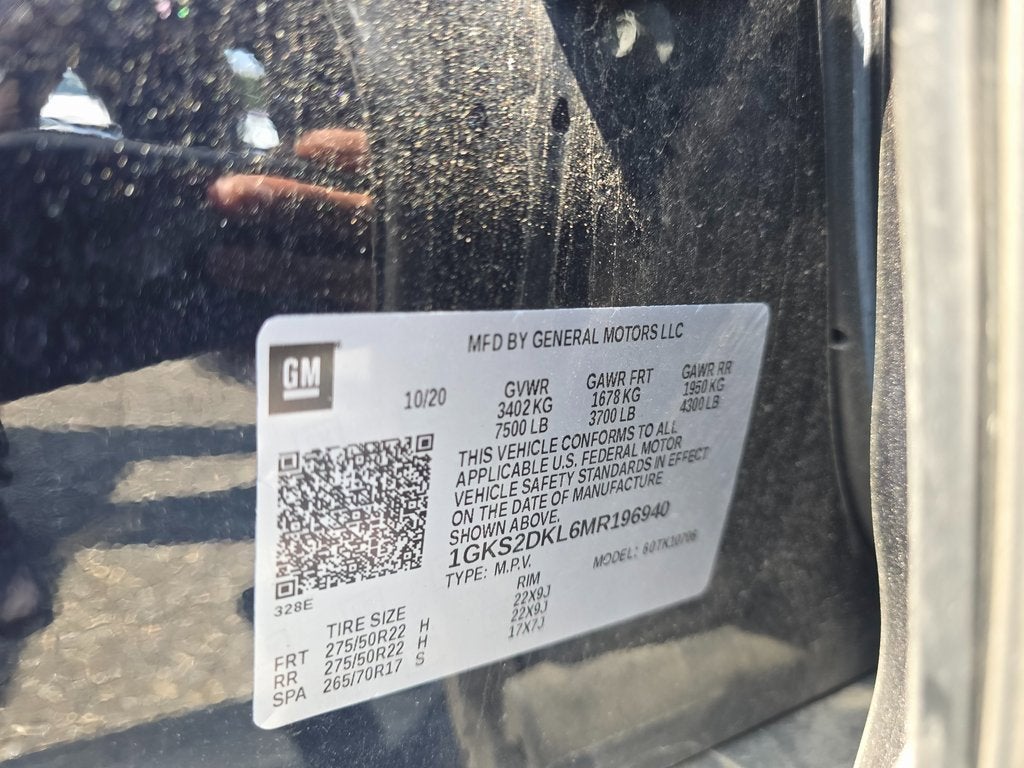 MFD BY GENERAL MOTORS LLC
GM
10/20
GVWR GAWR FRT GAWR RR
3402 KG 1678 KG 1950 KG
7500 LB 3700 LB 4300 LB
THIS VEHICLE CONFORMS TO ALL
APPLICABLE U.S. FEDERAL MOTOR
VEHICLE SAFETY STANDARDS IN EFFECT
ON THE DATE OF MANUFACTURE
SHOWN ABOVE.
1GKS2DKL6MR196940
TYPE: M.P.V. MODEL: 60TK10706
328E
TIRE SIZE RIM
FRT 275/50R22 H 22X9J
RR 275/50R22 H 22X9J
SPA 265/70R17 S 17X7J